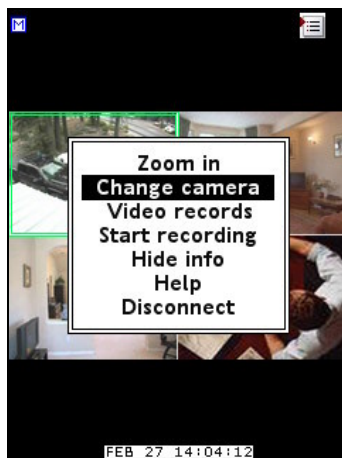 M
Zoom in
Change camera
Video records
Start recording
Hide info
Help
Disconnect
FEB 27 14:04:12